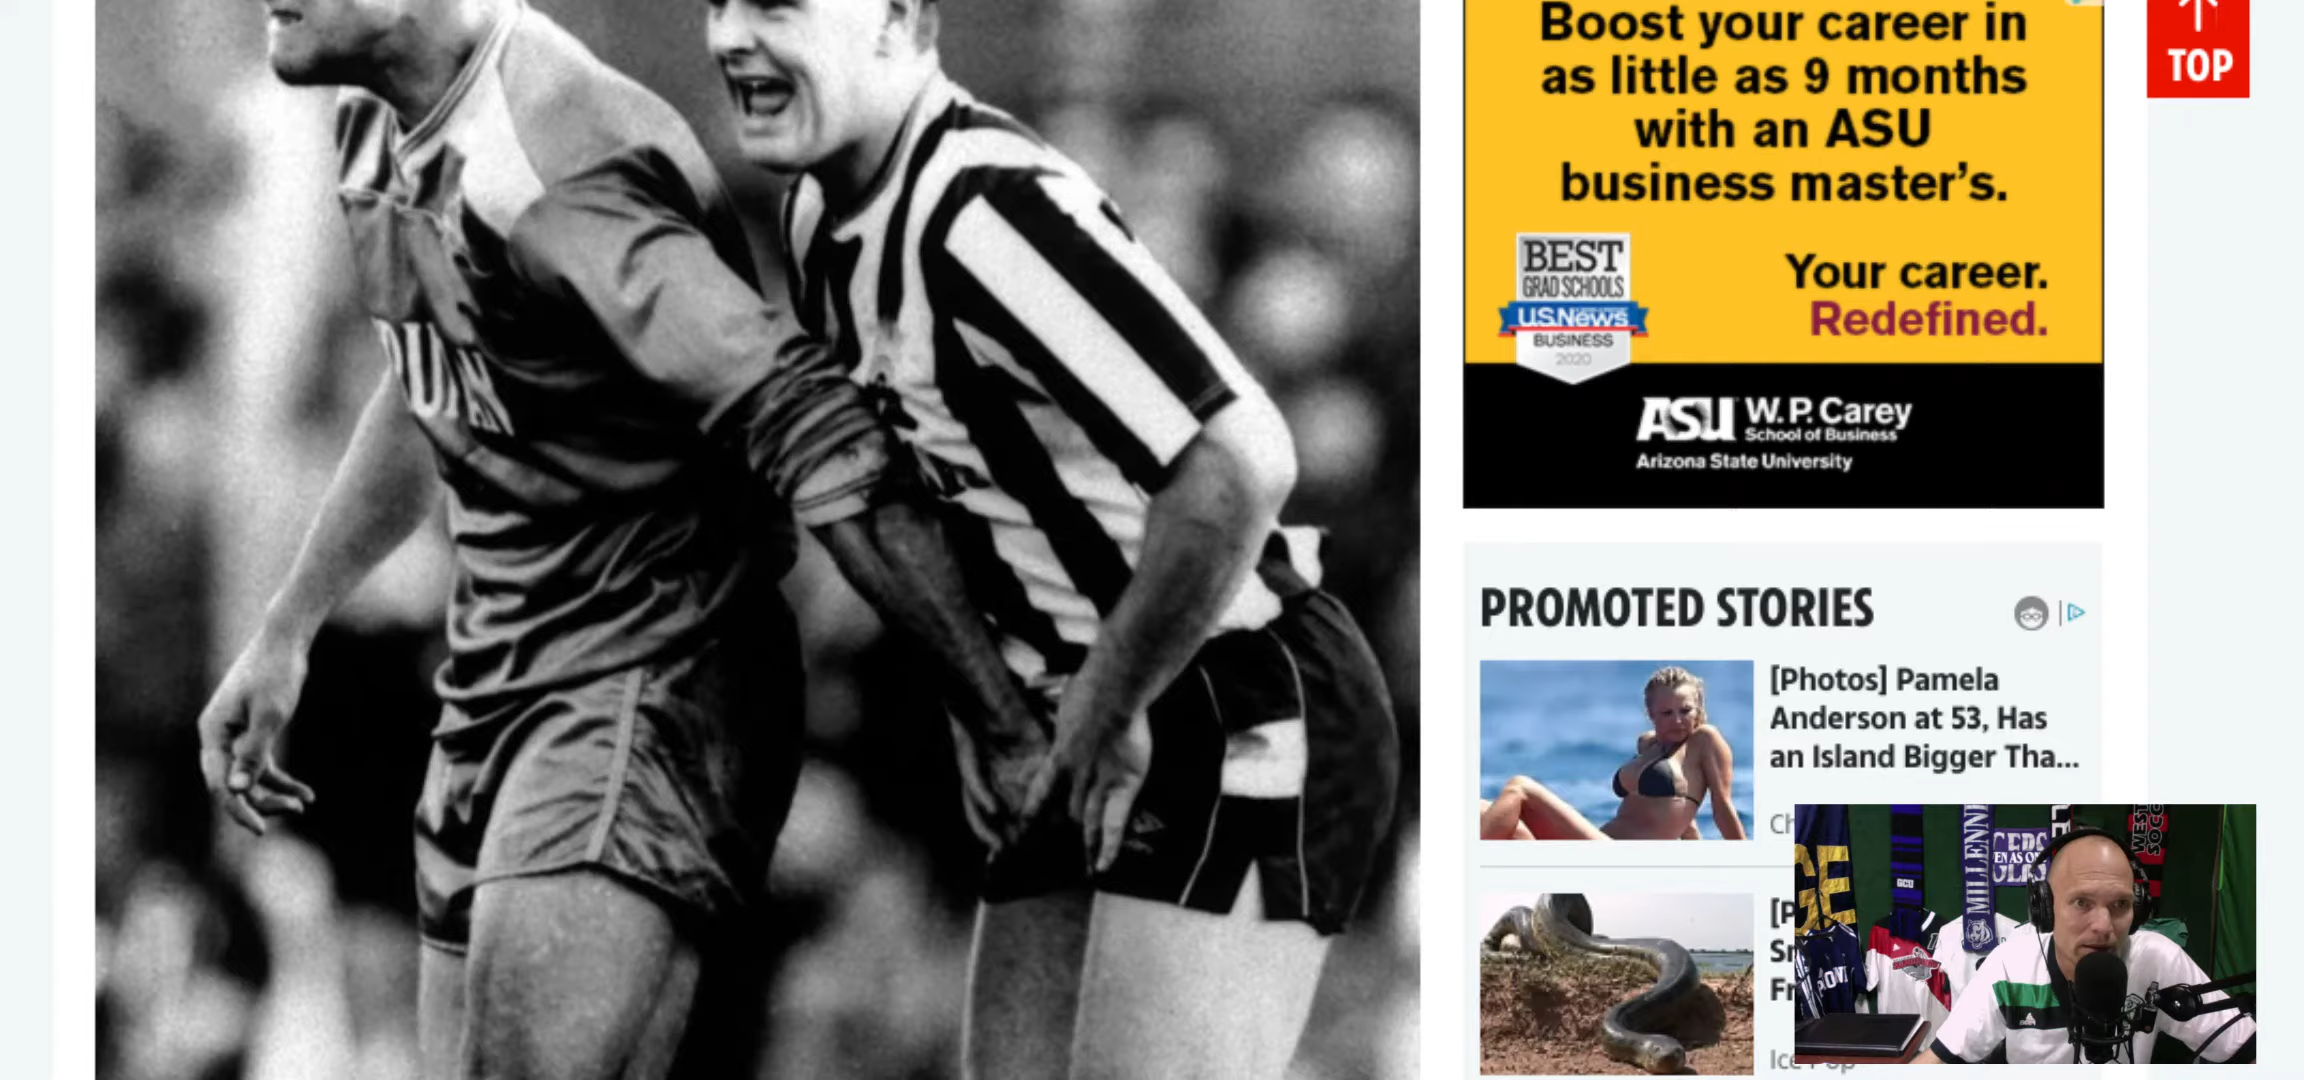 Boost your career in
as little as 9 months
with an ASU
business master's.
BEST
GRAD SCHOOLS
U.S.News
BUSINESS
2020
Your career.
Redefined.
ASU W. P. Carey
School of Business
Arizona State University
TOP
PROMOTED STORIES
[Photos] Pamela
Anderson at 53, Has
an Island Bigger Tha...
GCU
MILLENNI